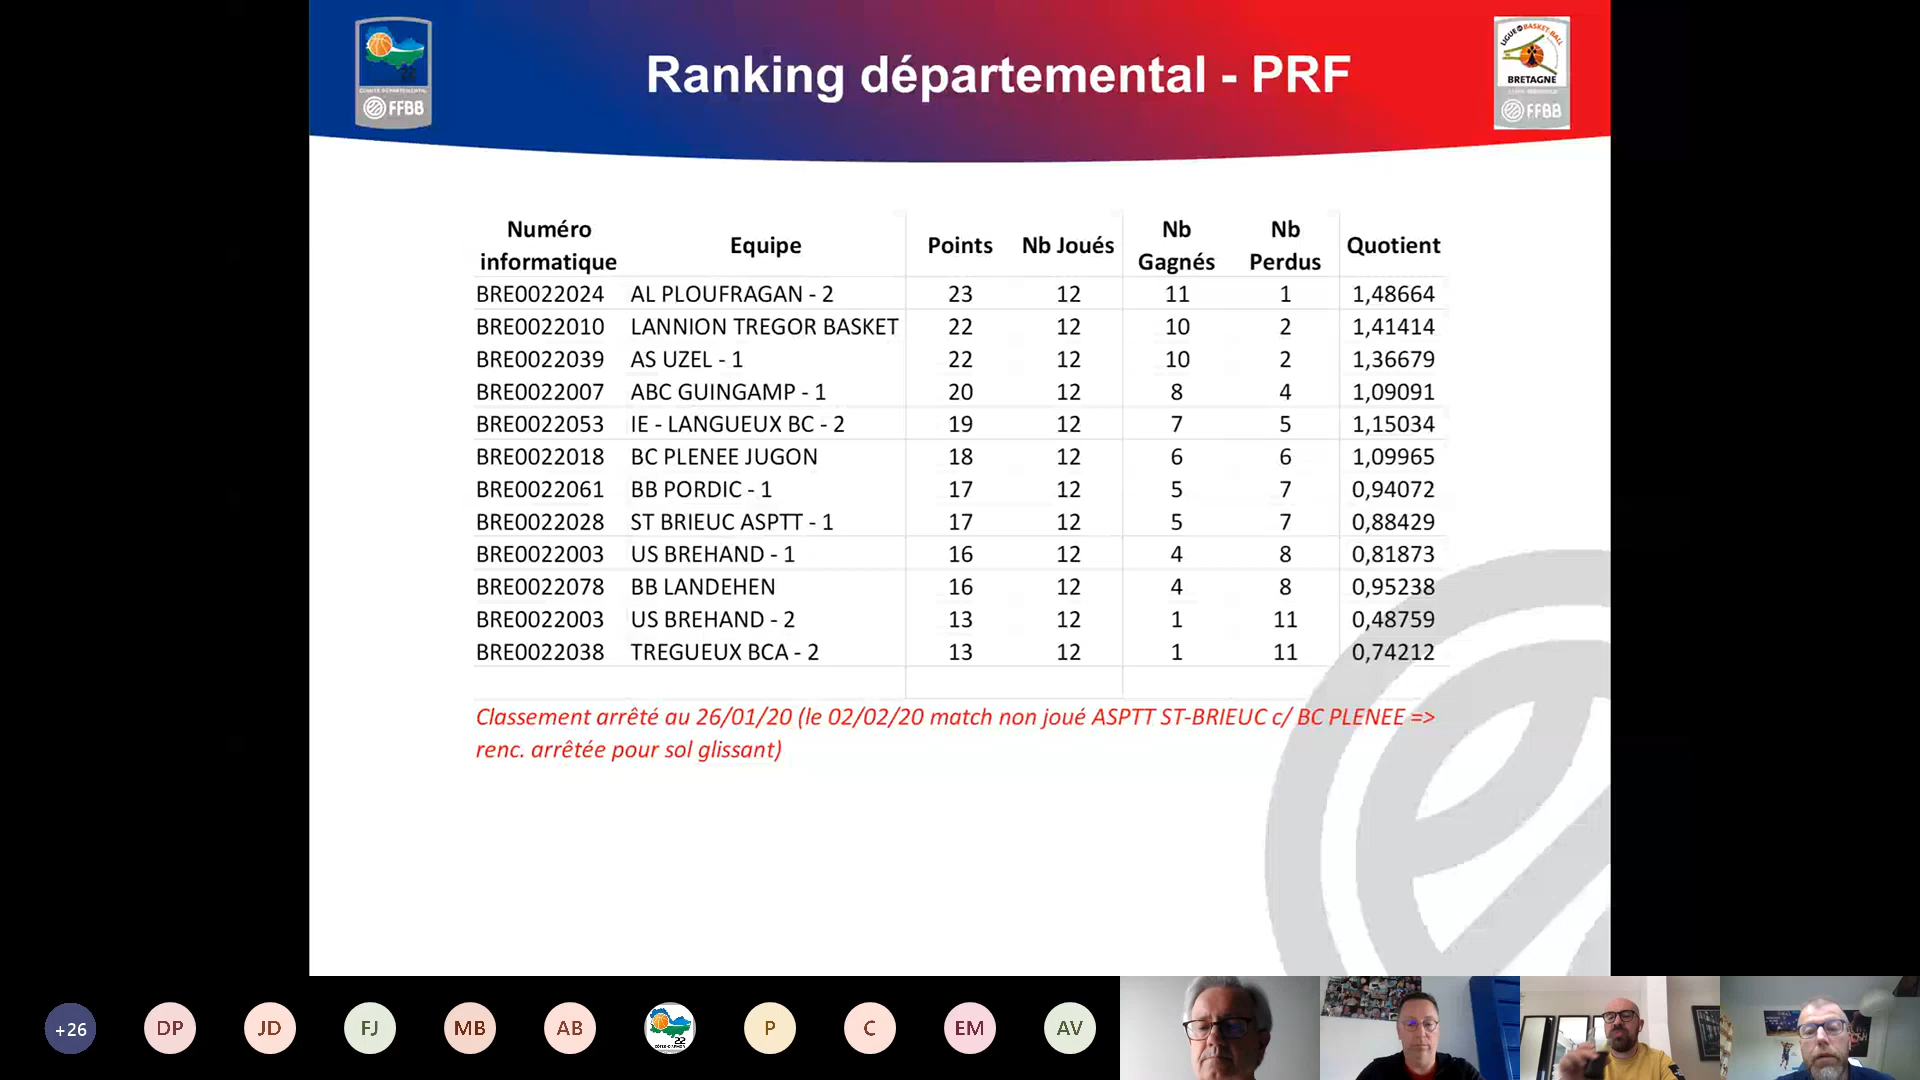 Ranking départemental - PRF
22
COMITÉ DÉPARTEMENTAL
FFBB
LIGUE DE BASKET-BALL
BRETAGNE
FFBB
Numéro informatique Equipe Points Nb Joués Nb Gagnés Nb Perdus Quotient
BRE0022024 AL PLOUFRAGAN - 2 23 12 11 1 1,48664
BRE0022010 LANNION TREGOR BASKET 22 12 10 2 1,41414
BRE0022039 AS UZEL - 1 22 12 10 2 1,36679
BRE0022007 ABC GUINGAMP - 1 20 12 8 4 1,09091
BRE0022053 IE - LANGUEUX BC - 2 19 12 7 5 1,15034
BRE0022018 BC PLENEE JUGON 18 12 6 6 1,09965
BRE0022061 BB PORDIC - 1 17 12 5 7 0,94072
BRE0022028 ST BRIEUC ASPTT - 1 17 12 5 7 0,88429
BRE0022003 US BREHAND - 1 16 12 4 8 0,81873
BRE0022078 BB LANDEHEN 16 12 4 8 0,95238
BRE0022003 US BREHAND - 2 13 12 1 11 0,48759
BRE0022038 TREGUEUX BCA - 2 13 12 1 11 0,74212
Classement arrêté au 26/01/20 (le 02/02/20 match non joué ASPTT ST-BRIEUC c/ BC PLENEE =>
renc. arrêtée pour sol glissant)
+26 DP JD FJ MB AB 22 P C EM AV